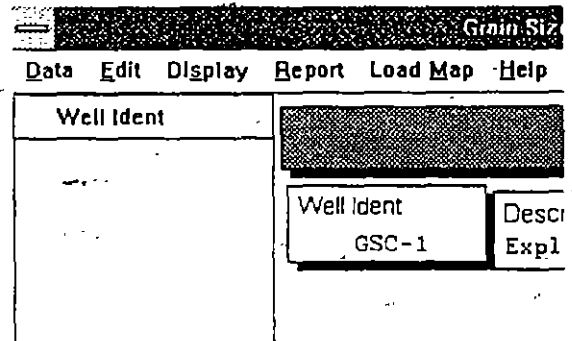 Grain Siz
Data Edit Display Report Load Map Help
Well Ident
Well Ident
GSC-1
Descr
Expl